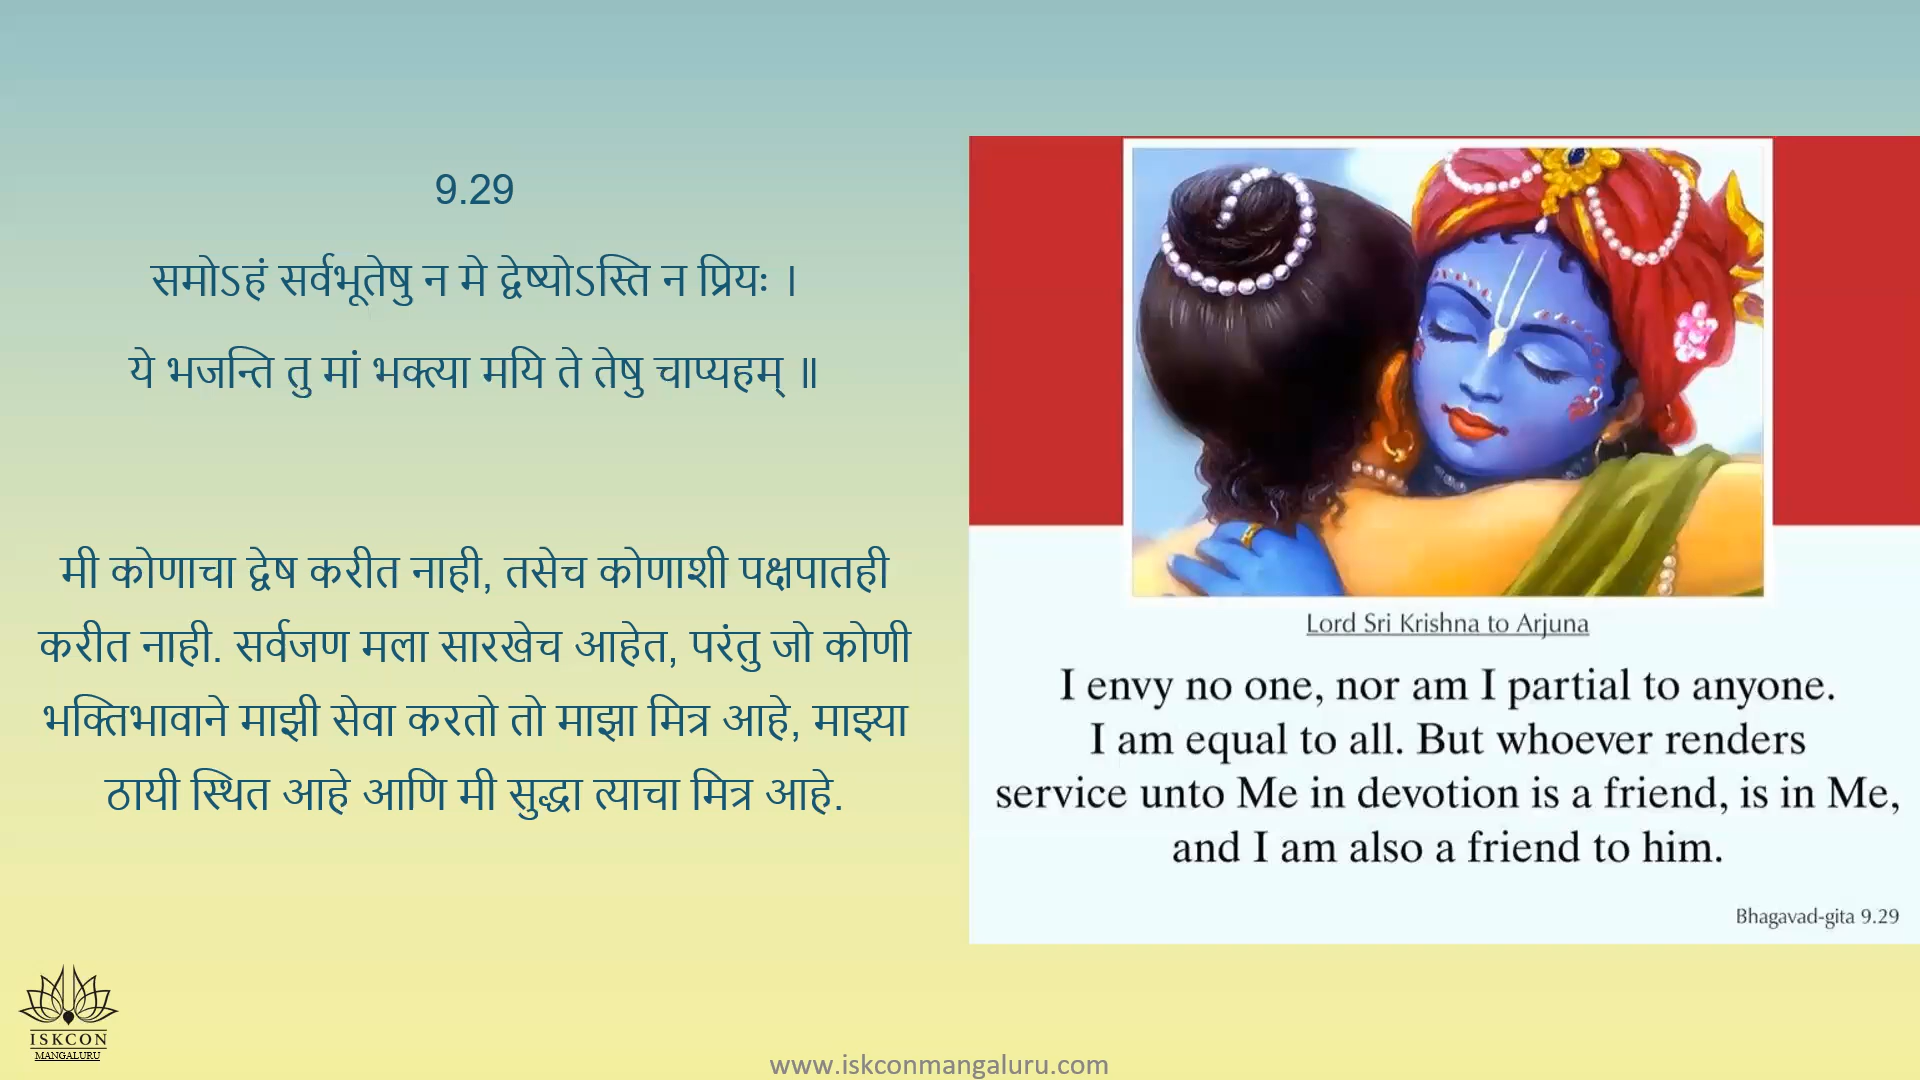 9.29
समोऽहं सर्वभूतेषु न मे द्वेष्योऽस्ति न प्रियः ।
ये भजन्ति तु मां भक्त्या मयि ते तेषु चाप्यहम् ॥
मी कोणाचा द्वेष करीत नाही, तसेच कोणाशी पक्षपातही
करीत नाही. सर्वजण मला सारखेच आहेत, परंतु जो कोणी
भक्तिभावाने माझी सेवा करतो तो माझा मित्र आहे, माझ्या
ठायी स्थित आहे आणि मी सुद्धा त्याचा मित्र आहे.
Lord Sri Krishna to Arjuna
I envy no one, nor am I partial to anyone.
I am equal to all. But whoever renders
service unto Me in devotion is a friend, is in Me,
and I am also a friend to him.
Bhagavad-gita 9.29
ISKCON
MANGALURU
www.iskconmangaluru.com